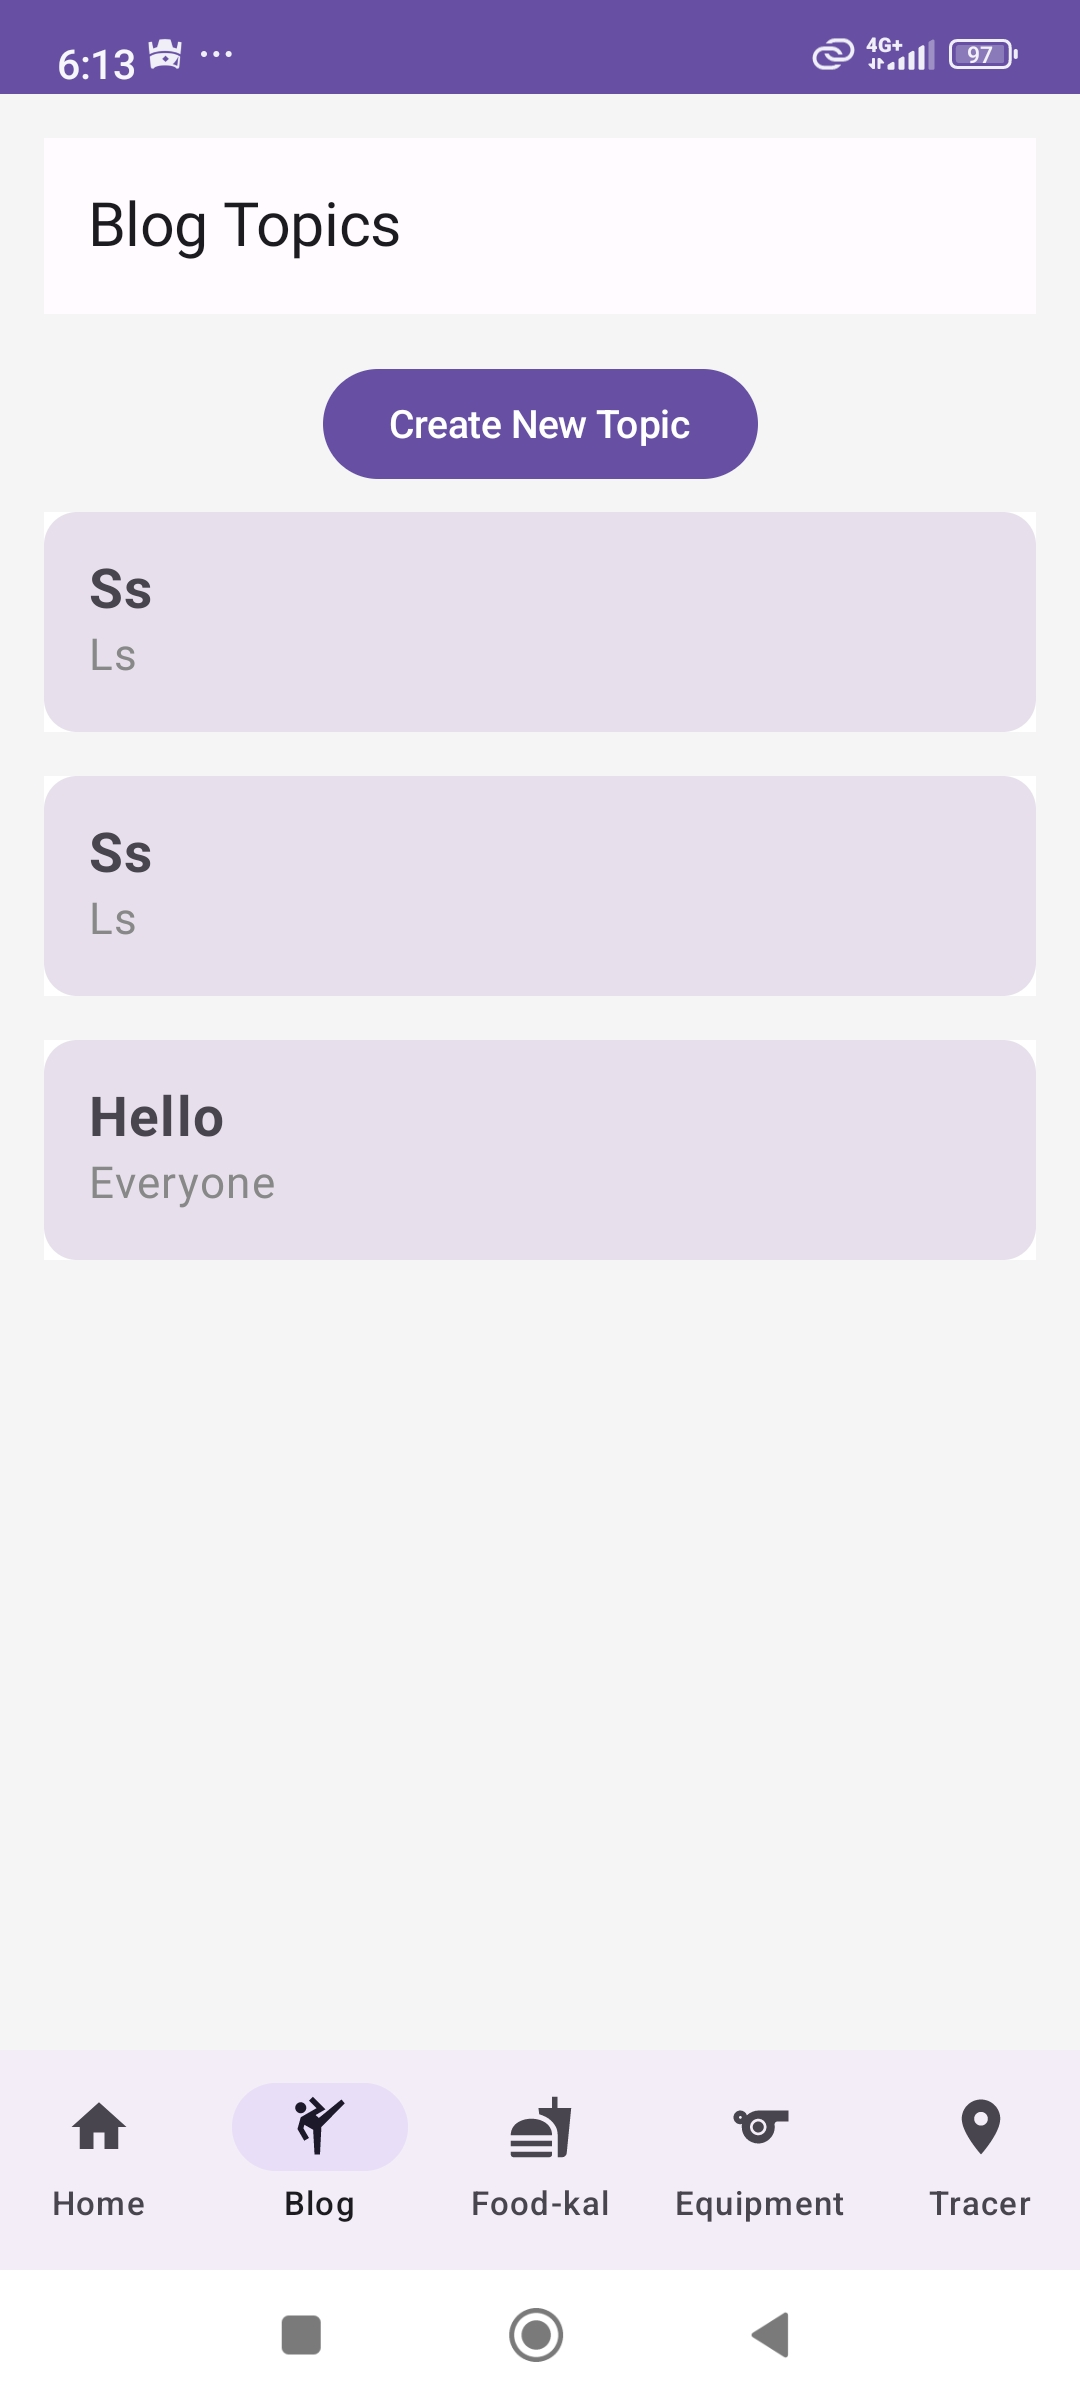 6:13
4G+
97
Blog Topics
Create New Topic
Ss
Ls
Ss
Ls
Hello
Everyone
Home
Blog
Food-kal
Equipment
Tracer